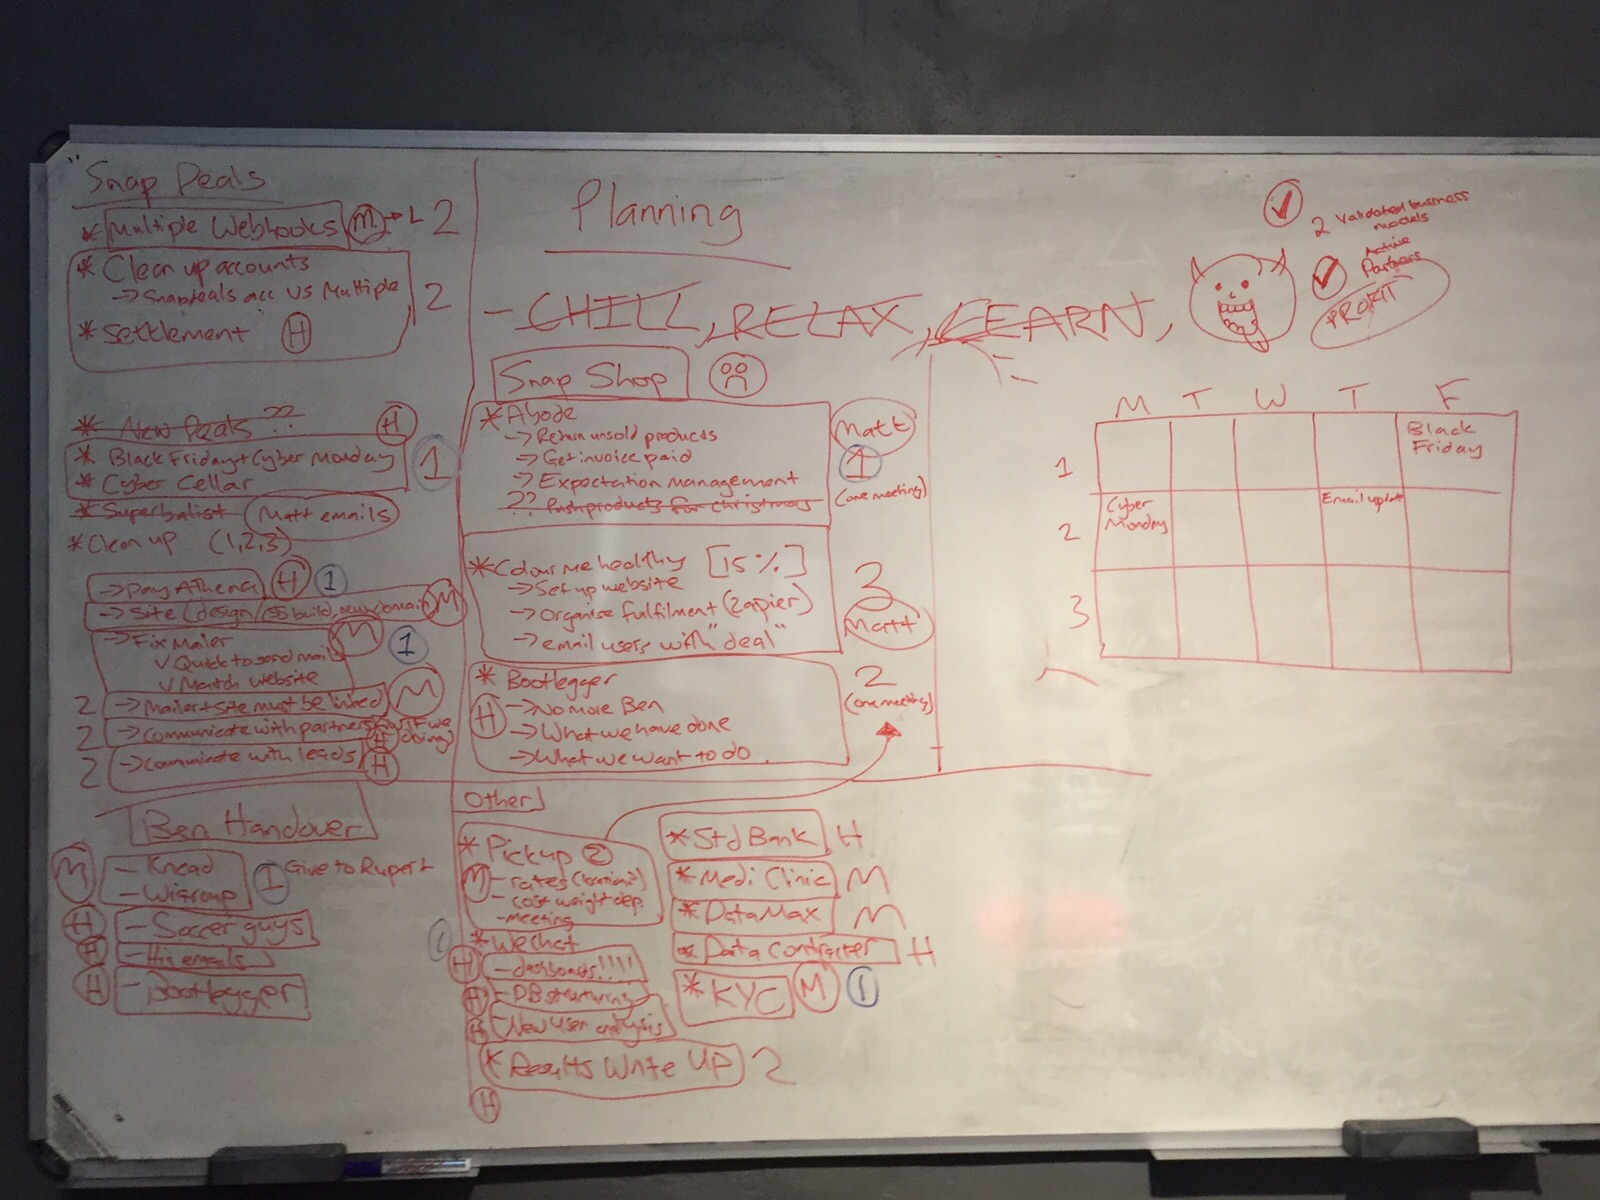 Snap Deals
* Multiple Webhooks M → L 2
* Clean up accounts
→ Snapdeals acc VS Multiple 2
* Settlement H
* New Deals ?? H
* Black Friday + Cyber Monday 1
* Cyber Cellar
* Superbalist Matt emails
* Clean up (1,2,3)
→ Pay Athena H 1
→ Site (design/ build, new domain) M
→ Fix Mailer M 1
√ Quick to send mails
√ Match website
2 → Mailer + Site must be linked M
2 → Communicate with partners H
2 → Communicate with leads H
Planning
- CHILL, RELAX, LEARN,
2 Validated business models
Active Partners
PROFIT
Snap Shop
* Abode Matt
→ Return unsold products 1
→ Get invoice paid (one meeting)
→ Expectation management
?? Push products for christmas
* Colour me healthy [15%] 3
→ Set up website Matt
→ Organise fulfilment (Zapier)
→ email users with "deal"
* Bootlegger 2
H → No More Ben (one meeting)
→ What we have done
→ What we want to do
M T W T F
1 Black Friday
2 Cyber Monday Email update
3
Ben Handover
M - Knead
- Wigroup 1 Give to Rupert
H - Soccer guys
H - His emails
H - Bootlegger
Other
* Pickup 2
M - rates (locations?)
- cost weight dep.
- meeting
* Wechat
H - dashboards!!!!
H - DB structuring
H - New user analysis
* Results Write Up 2
H
* Std Bank H
* Medi Clinic M
* DataMax M
* Data Contracter H
* KYC M 1